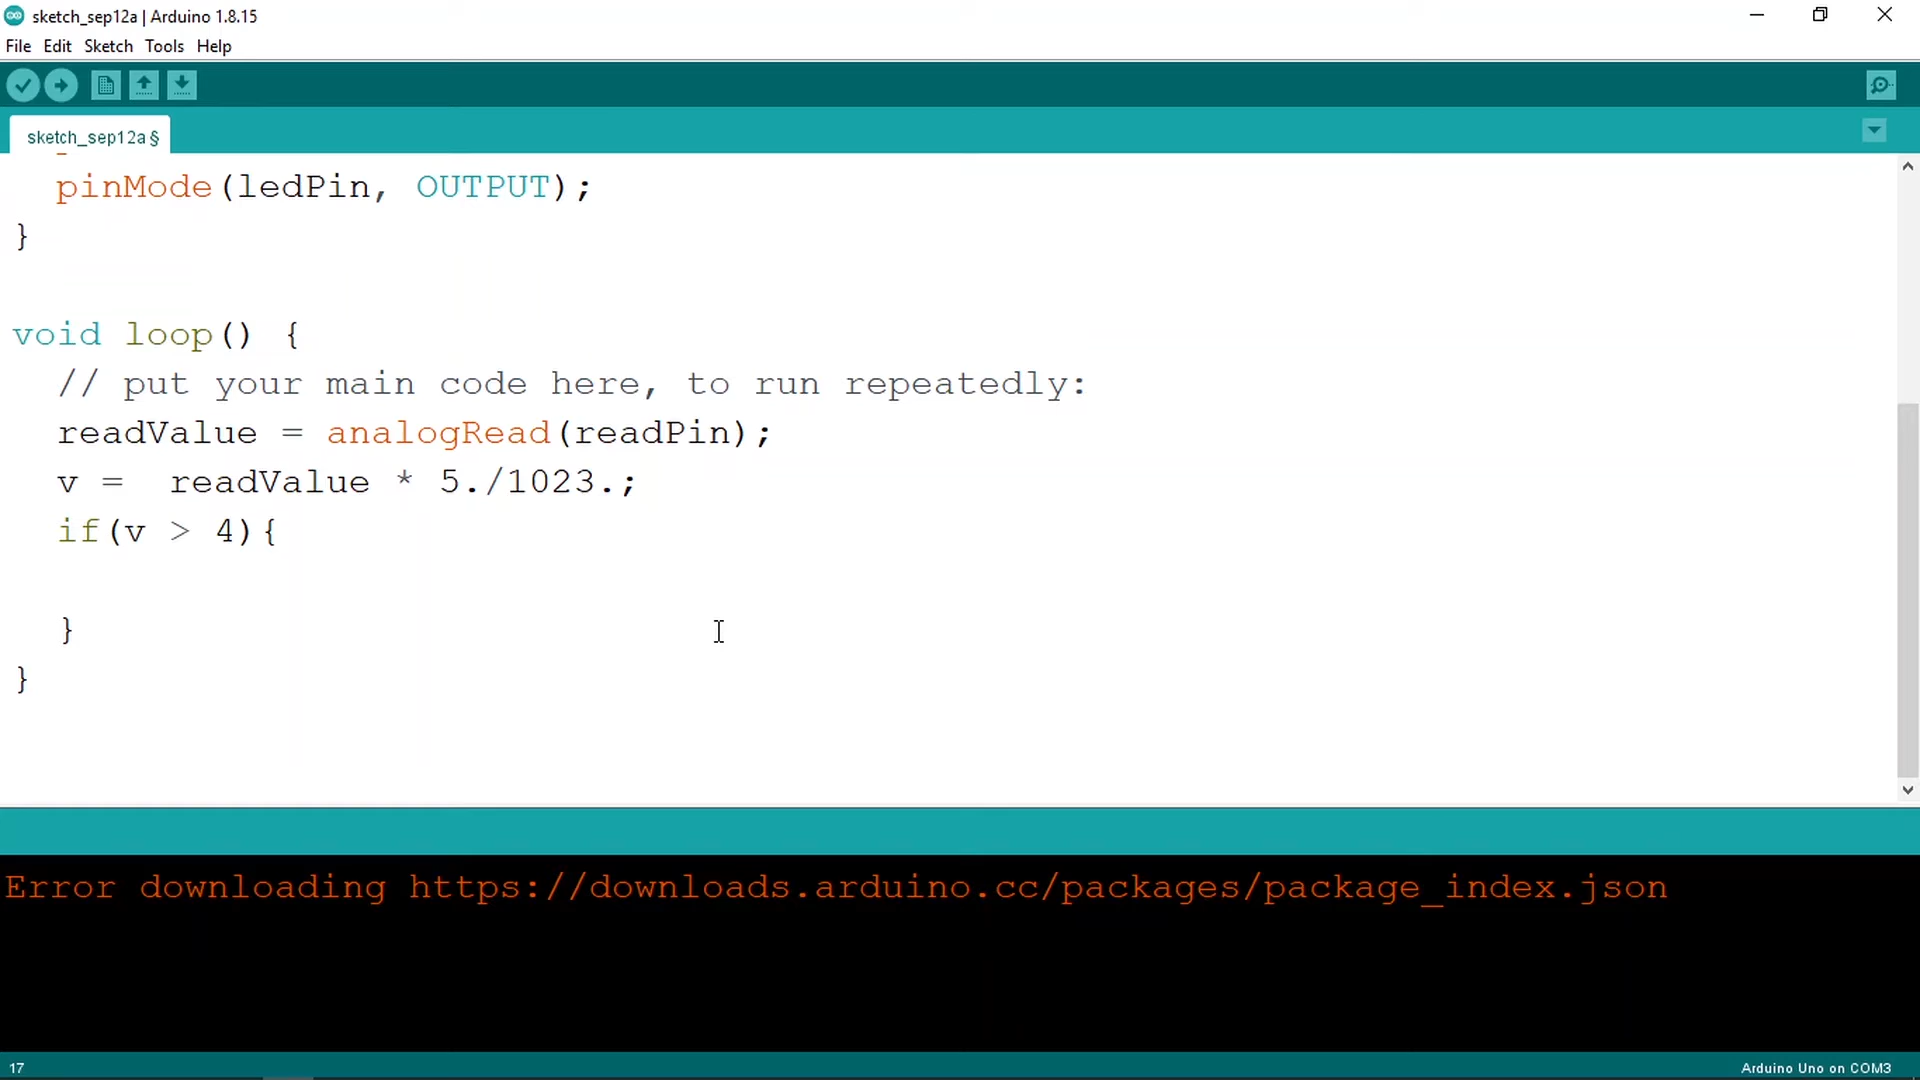 sketch_sep12a | Arduino 1.8.15
File Edit Sketch Tools Help
sketch_sep12a §
pinMode(ledPin, OUTPUT);
}
void loop() {
// put your main code here, to run repeatedly:
readValue = analogRead(readPin);
v =  readValue * 5./1023.;
if(v > 4){
}
}
Error downloading https://downloads.arduino.cc/packages/package_index.json
17
Arduino Uno on COM3